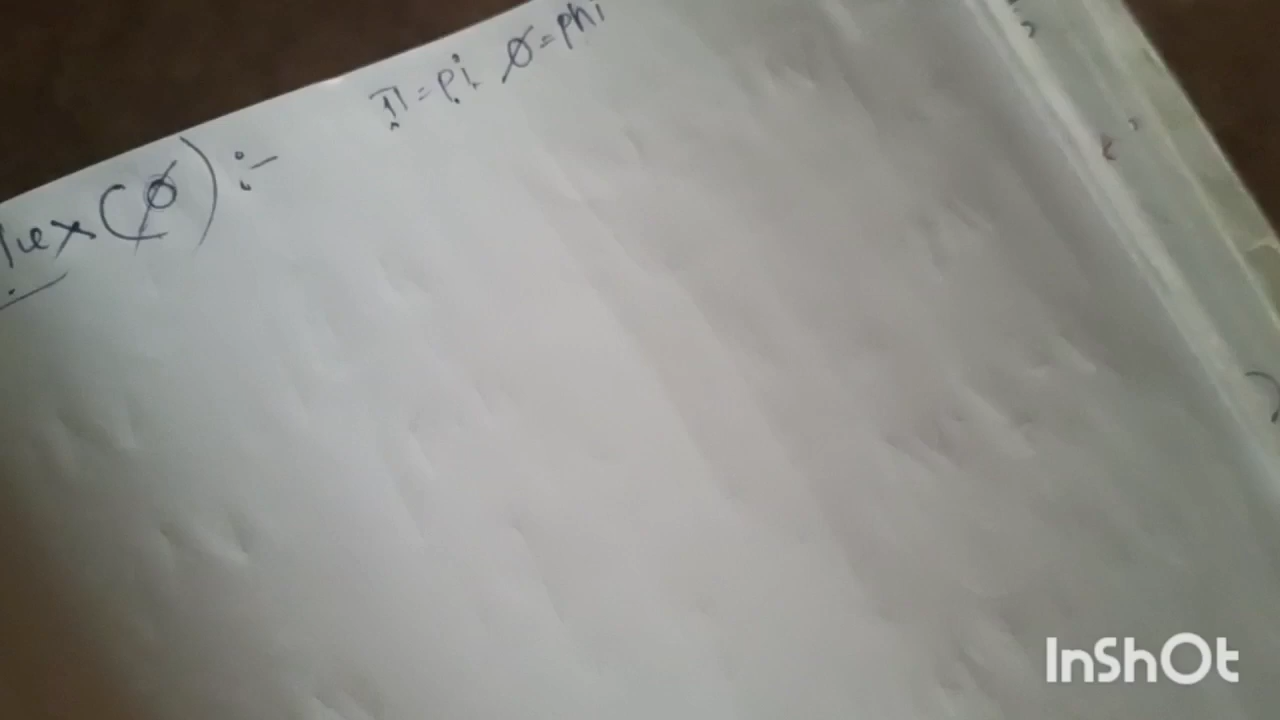 π = Pi ø = phi
lux (ø) :-
InShOt